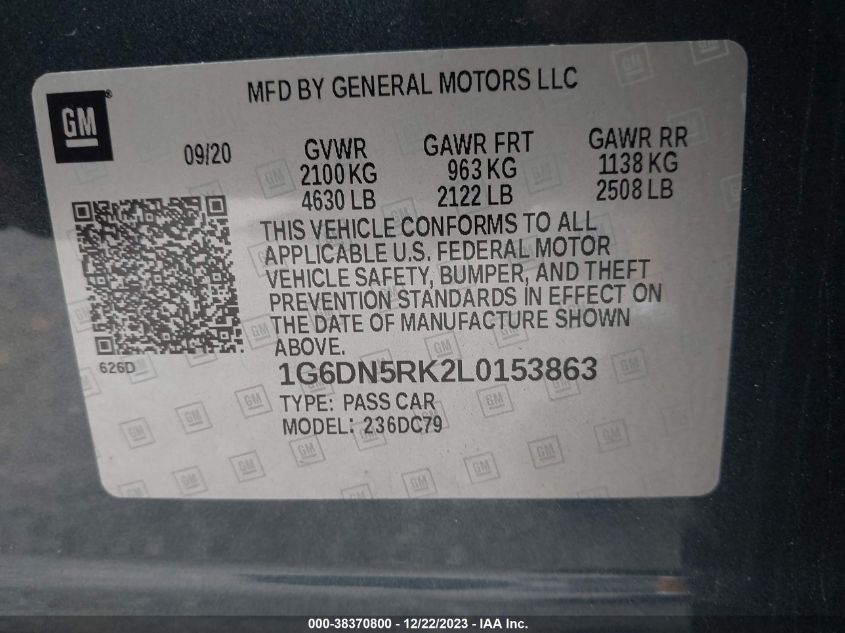 MFD BY GENERAL MOTORS LLC
GM
®
09/20
GVWR
2100 KG
4630 LB
GAWR FRT
963 KG
2122 LB
GAWR RR
1138 KG
2508 LB
THIS VEHICLE CONFORMS TO ALL
APPLICABLE U.S. FEDERAL MOTOR
VEHICLE SAFETY, BUMPER, AND THEFT
PREVENTION STANDARDS IN EFFECT ON
THE DATE OF MANUFACTURE SHOWN
ABOVE.
626D
1G6DN5RK2L0153863
TYPE: PASS CAR
MODEL: 236DC79
000-38370800 - 12/22/2023 - IAA Inc.